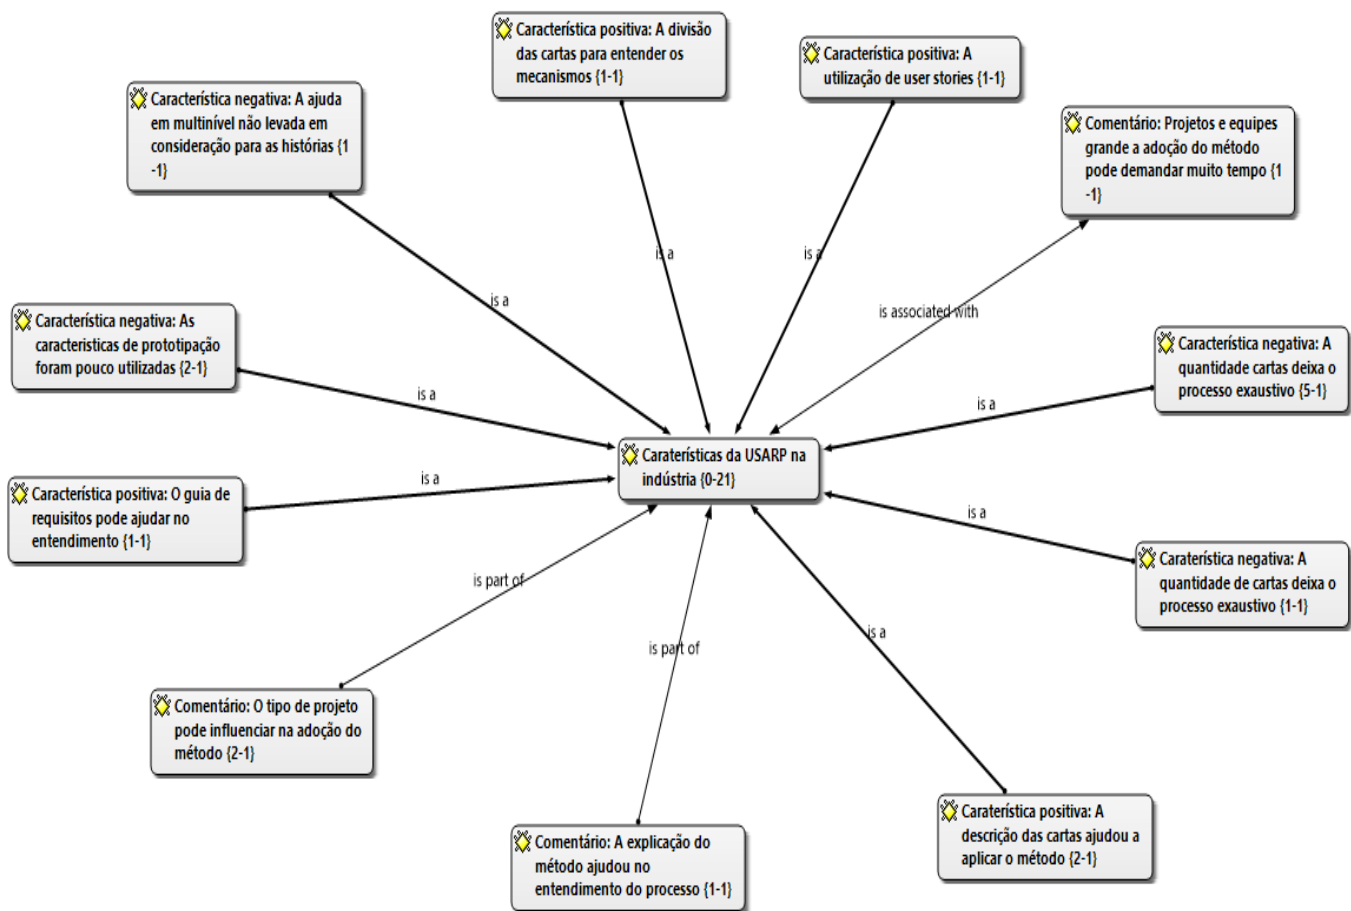 Característica positiva: A divisão
das cartas para entender os
mecanismos {1-1}
Característica positiva: A
utilização de user stories {1-1}
Característica negativa: A ajuda
em multinível não levada em
consideração para as histórias {1
-1}
Comentário: Projetos e equipes
grande a adoção do método
pode demandar muito tempo {1
-1}
is a
is a
is a
is associated with
Característica negativa: As
caracteristicas de prototipação
foram pouco utilizadas {2-1}
Característica negativa: A
quantidade cartas deixa o
processo exaustivo {5-1}
is a
is a
Caraterísticas da USARP na
indústria {0-21}
Característica positiva: O guia de
requisitos pode ajudar no
entendimento {1-1}
is a
is a
Caraterística negativa: A
quantidade de cartas deixa o
processo exaustivo {1-1}
is part of
is part of
is a
Comentário: O tipo de projeto
pode influenciar na adoção do
método {2-1}
Comentário: A explicação do
método ajudou no
entendimento do processo {1-1}
Caraterística positiva: A
descrição das cartas ajudou a
aplicar o método {2-1}